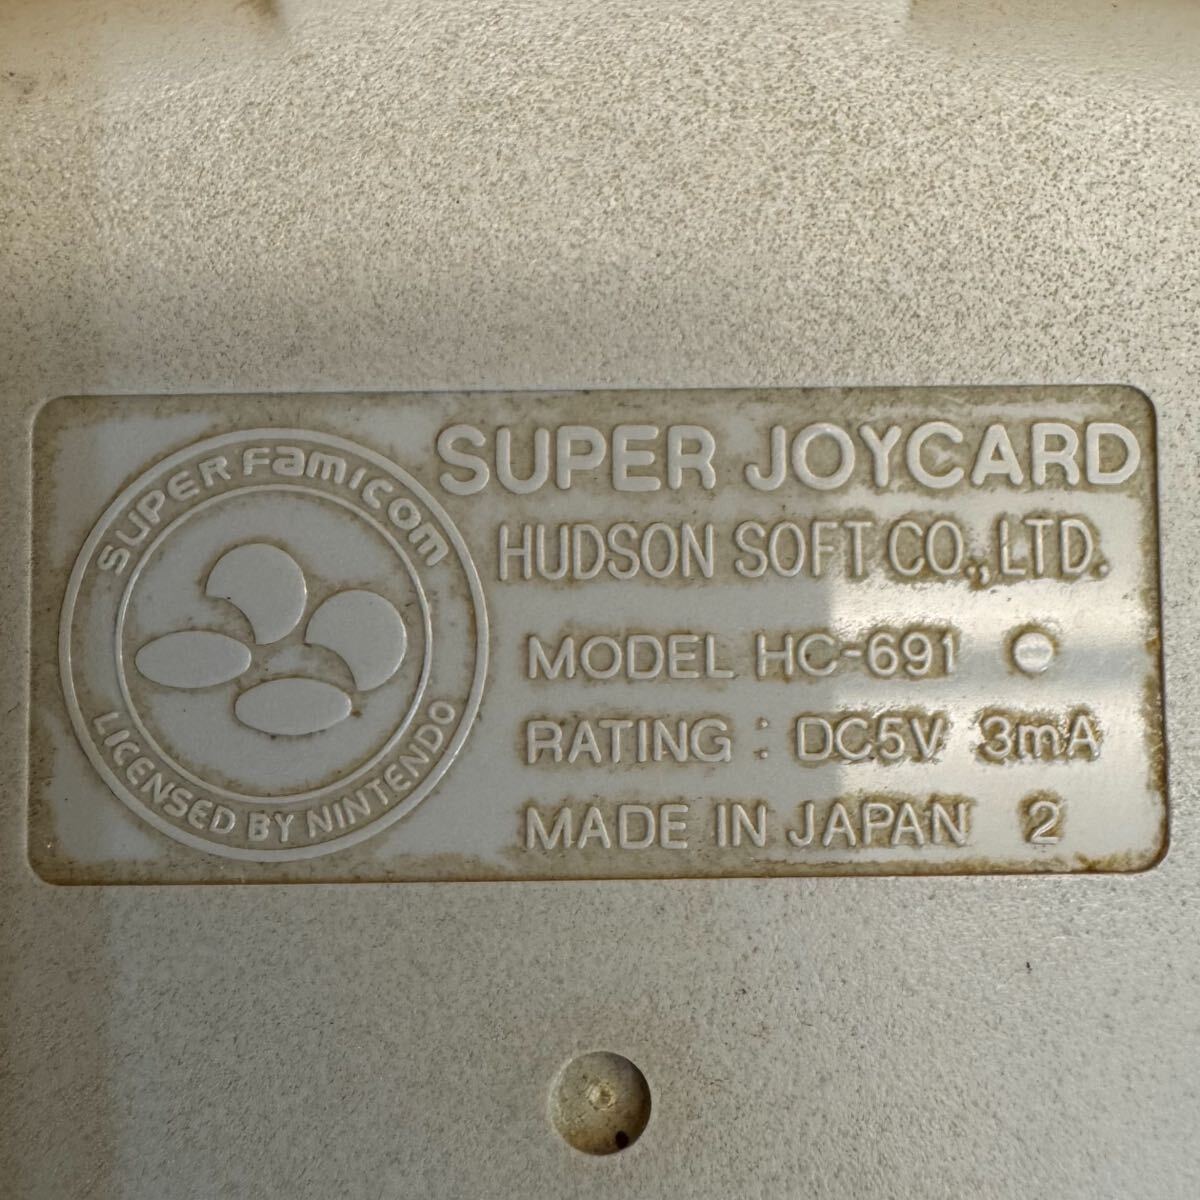 SUPER Famicom
LICENSED BY NINTENDO
SUPER JOYCARD
HUDSON SOFT CO.,LTD.
MODEL HC-691
RATING : DC5V 3mA
MADE IN JAPAN 2